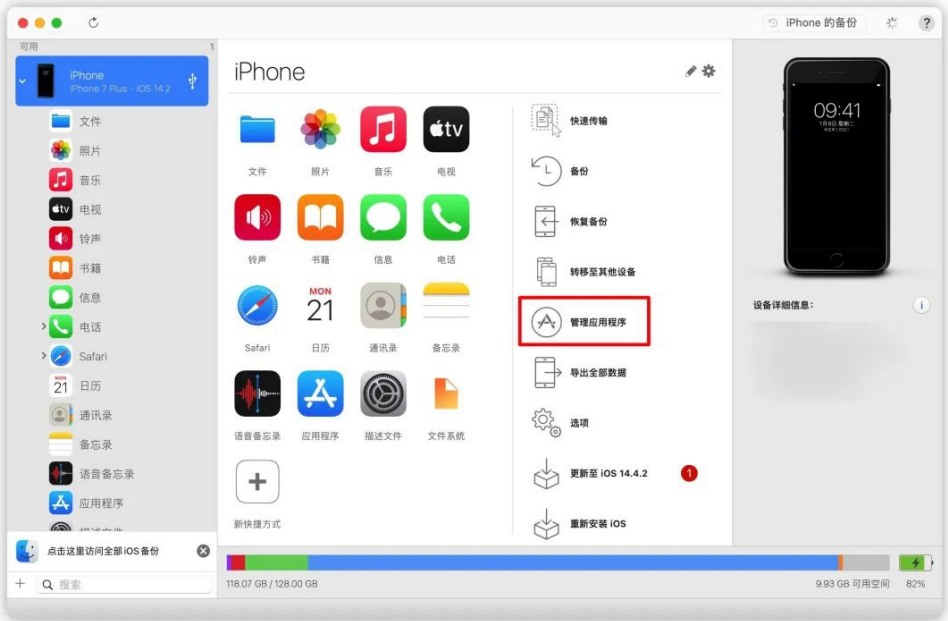 iPhone 的备份
?
可用
1
iPhone
iPhone 7 Plus - iOS 14.2
文件
照片
音乐
tv 电视
铃声
书籍
信息
电话
Safari
MON
21 日历
通讯录
备忘录
语音备忘录
应用程序
描述文件
点击这里访问全部iOS备份
搜索
iPhone
tv
文件
照片
音乐
电视
铃声
书籍
信息
电话
MON
21
Safari
日历
通讯录
备忘录
语音备忘录
应用程序
描述文件
文件系统
新快捷方式
快速传输
备份
恢复备份
转移至其他设备
管理应用程序
导出全部数据
选项
更新至 iOS 14.4.2
1
重新安装 iOS
118.07 GB / 128.00 GB
9.93 GB 可用空间
82%
09:41
设备详细信息：
i